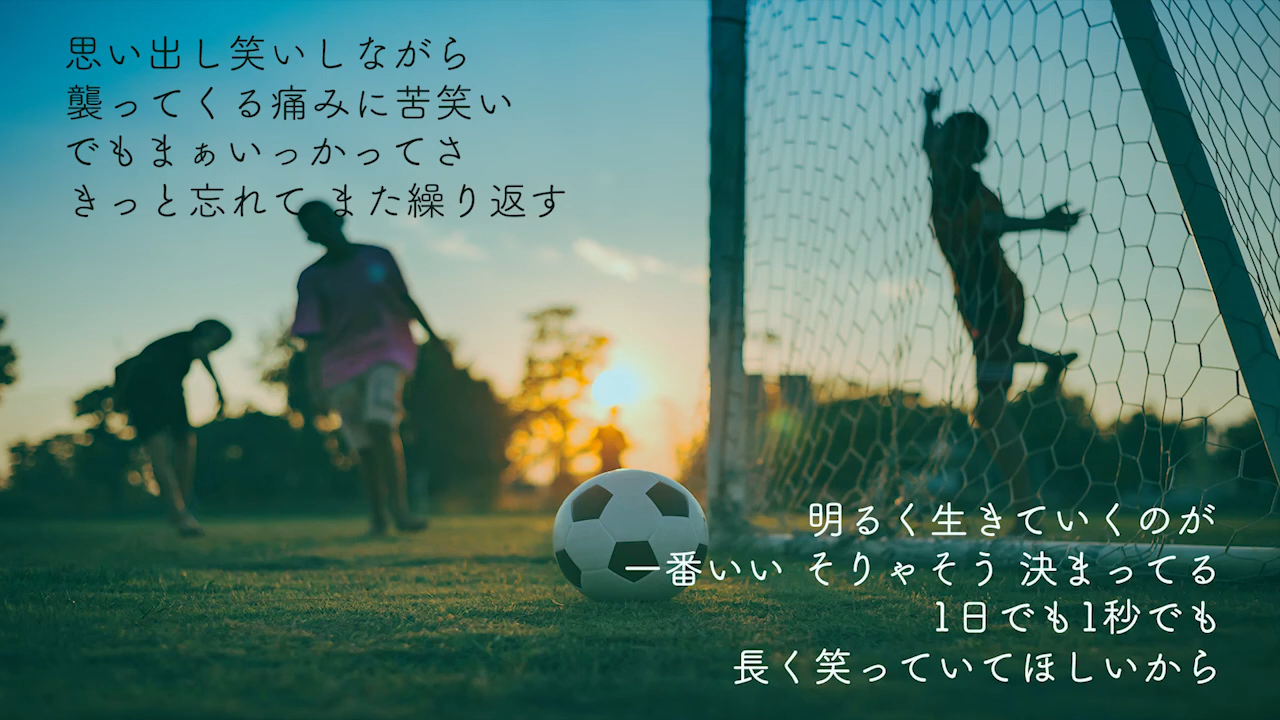 思い出し笑いしながら
襲ってくる痛みに苦笑い
でもまぁいっかってさ
きっと忘れて また繰り返す
明るく生きていくのが
一番いい そりゃそう 決まってる
1日でも1秒でも
長く笑っていてほしいから